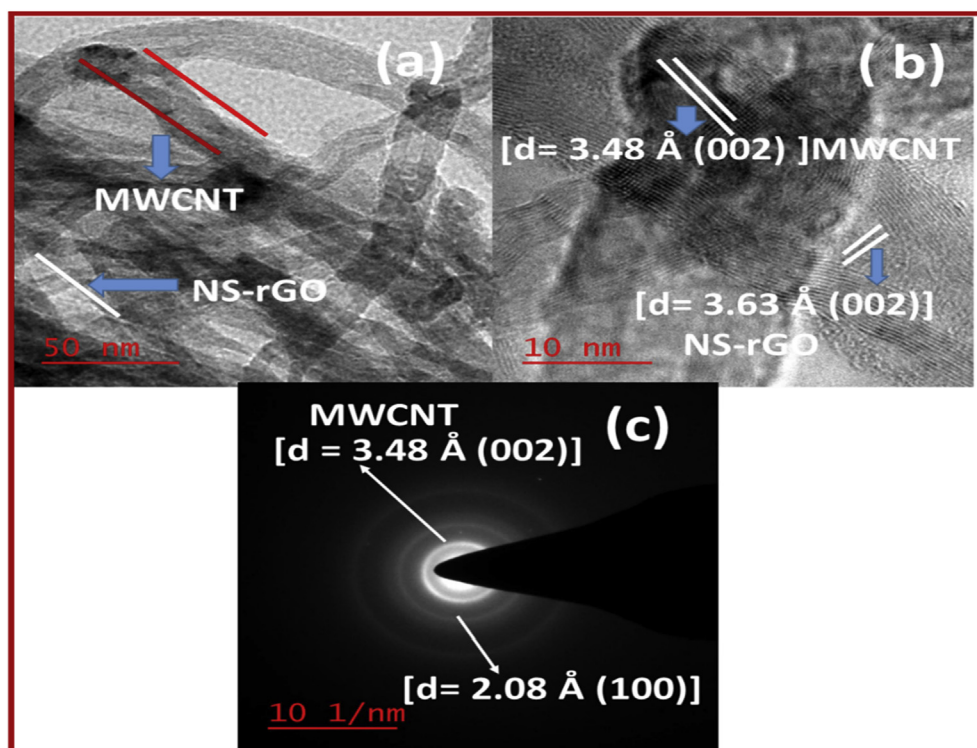 (a)
MWCNT
NS-rGO
50 nm
( b)
[d= 3.48 Å (002) ]MWCNT
[d= 3.63 Å (002)]
NS-rGO
10 nm
MWCNT
(c)
[d = 3.48 Å (002)]
[d= 2.08 Å (100)]
10 1/nm